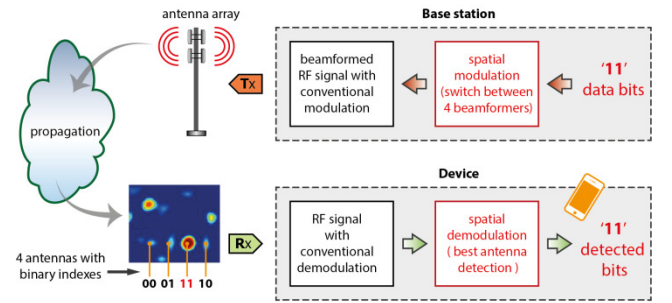 antenna array
Base station
beamformed
RF signal with
conventional
modulation
Tx
spatial
modulation
(switch between
4 beamformers)
'11'
data bits
propagation
Device
RF signal
with
conventional
demodulation
Rx
spatial
demodulation
( best antenna
detection )
'11'
detected
bits
4 antennas with
binary indexes
00 01 11 10